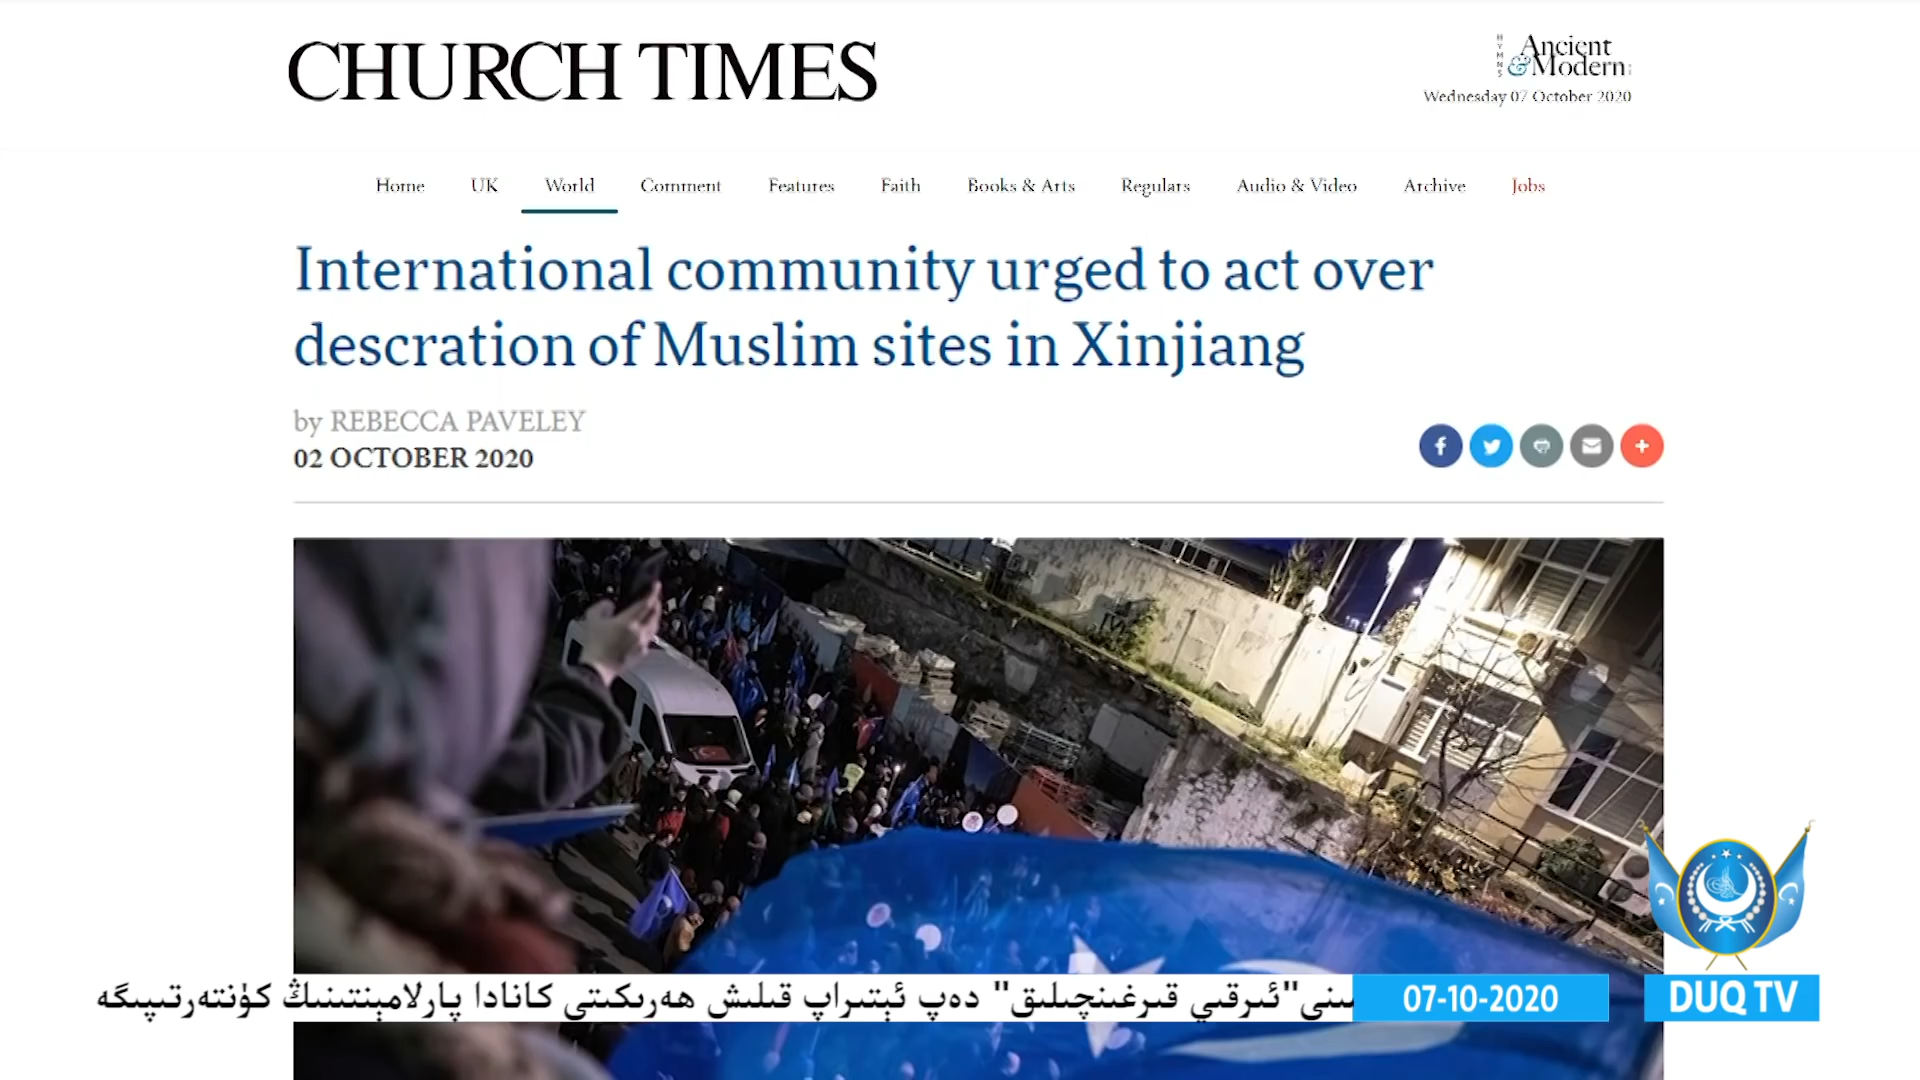 CHURCH TIMES
HYMNS
Ancient
& Modern
Wednesday 07 October 2020
Home UK World Comment Features Faith Books & Arts Regulars Audio & Video Archive Jobs
International community urged to act over
descration of Muslim sites in Xinjiang
by REBECCA PAVELEY
02 OCTOBER 2020
"ئىرقىي قىرغىنچىلىق" دەپ ئېتىراپ قىلىش ھەرىكىتى كانادا پارلامېنتىنىڭ كۈنتەرتىپىگە
07-10-2020
DUQ TV